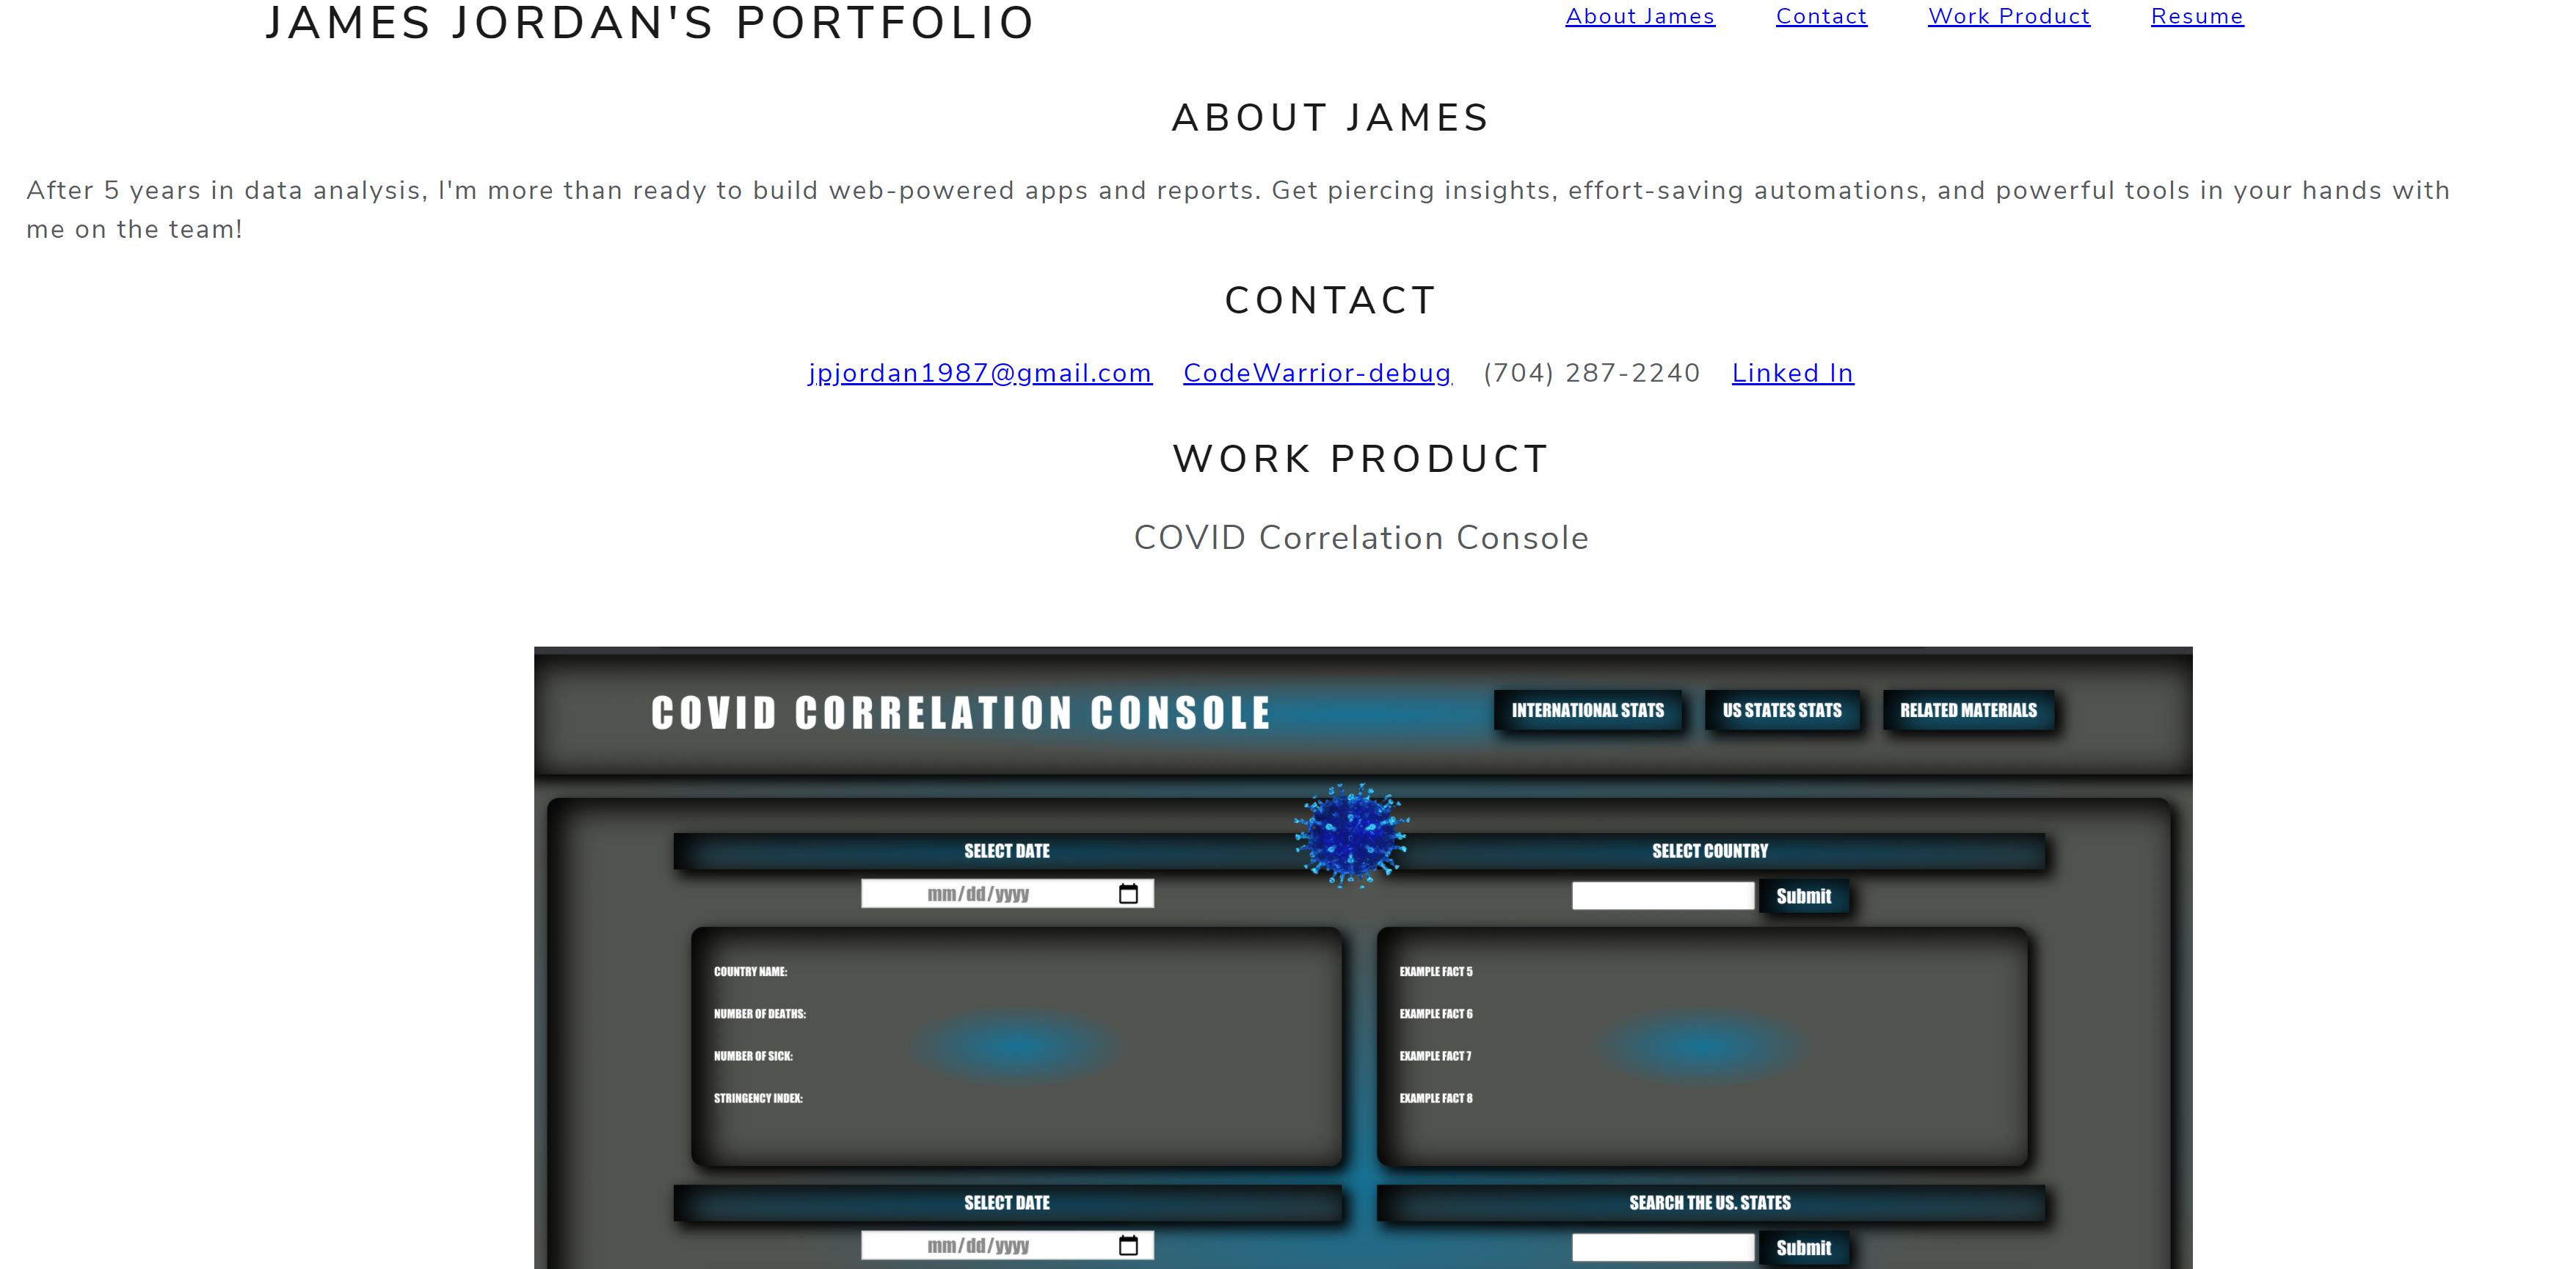 JAMES JORDAN'S PORTFOLIO
About James Contact Work Product Resume
ABOUT JAMES
After 5 years in data analysis, I'm more than ready to build web-powered apps and reports. Get piercing insights, effort-saving automations, and powerful tools in your hands with
me on the team!
CONTACT
jpjordan1987@gmail.com CodeWarrior-debug (704) 287-2240 Linked In
WORK PRODUCT
COVID Correlation Console
COVID CORRELATION CONSOLE
INTERNATIONAL STATS US STATES STATS RELATED MATERIALS
SELECT DATE
mm/dd/yyyy
SELECT COUNTRY
Submit
COUNTRY NAME:
NUMBER OF DEATHS:
NUMBER OF SICK:
STRINGENCY INDEX:
EXAMPLE FACT 5
EXAMPLE FACT 6
EXAMPLE FACT 7
EXAMPLE FACT 8
SELECT DATE
mm/dd/yyyy
SEARCH THE US. STATES
Submit